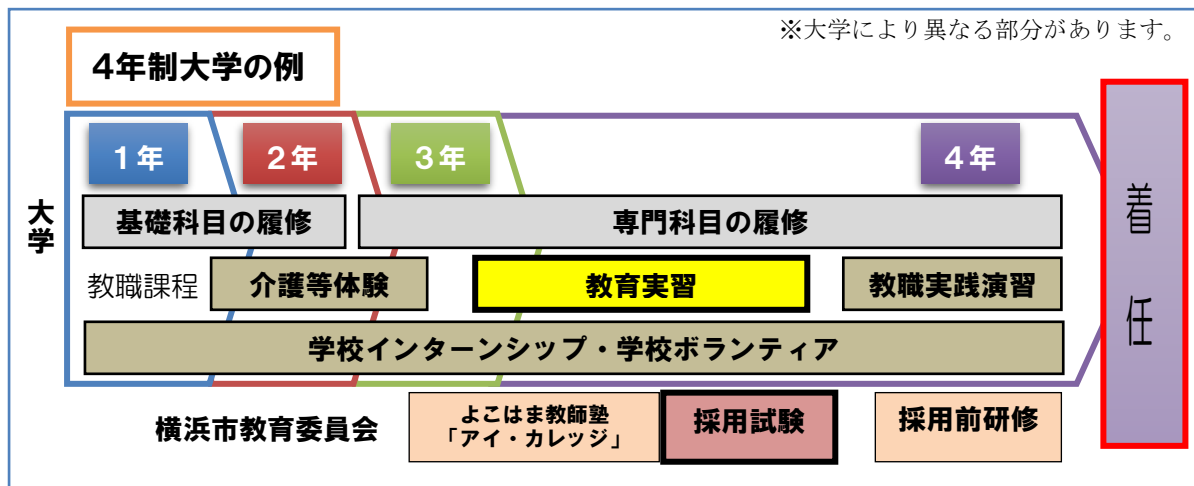 ※大学により異なる部分があります。
4年制大学の例
1年
2年
3年
4年
大学
基礎科目の履修
専門科目の履修
教職課程
介護等体験
教育実習
教職実践演習
学校インターンシップ・学校ボランティア
横浜市教育委員会
よこはま教師塾
「アイ・カレッジ」
採用試験
採用前研修
着任